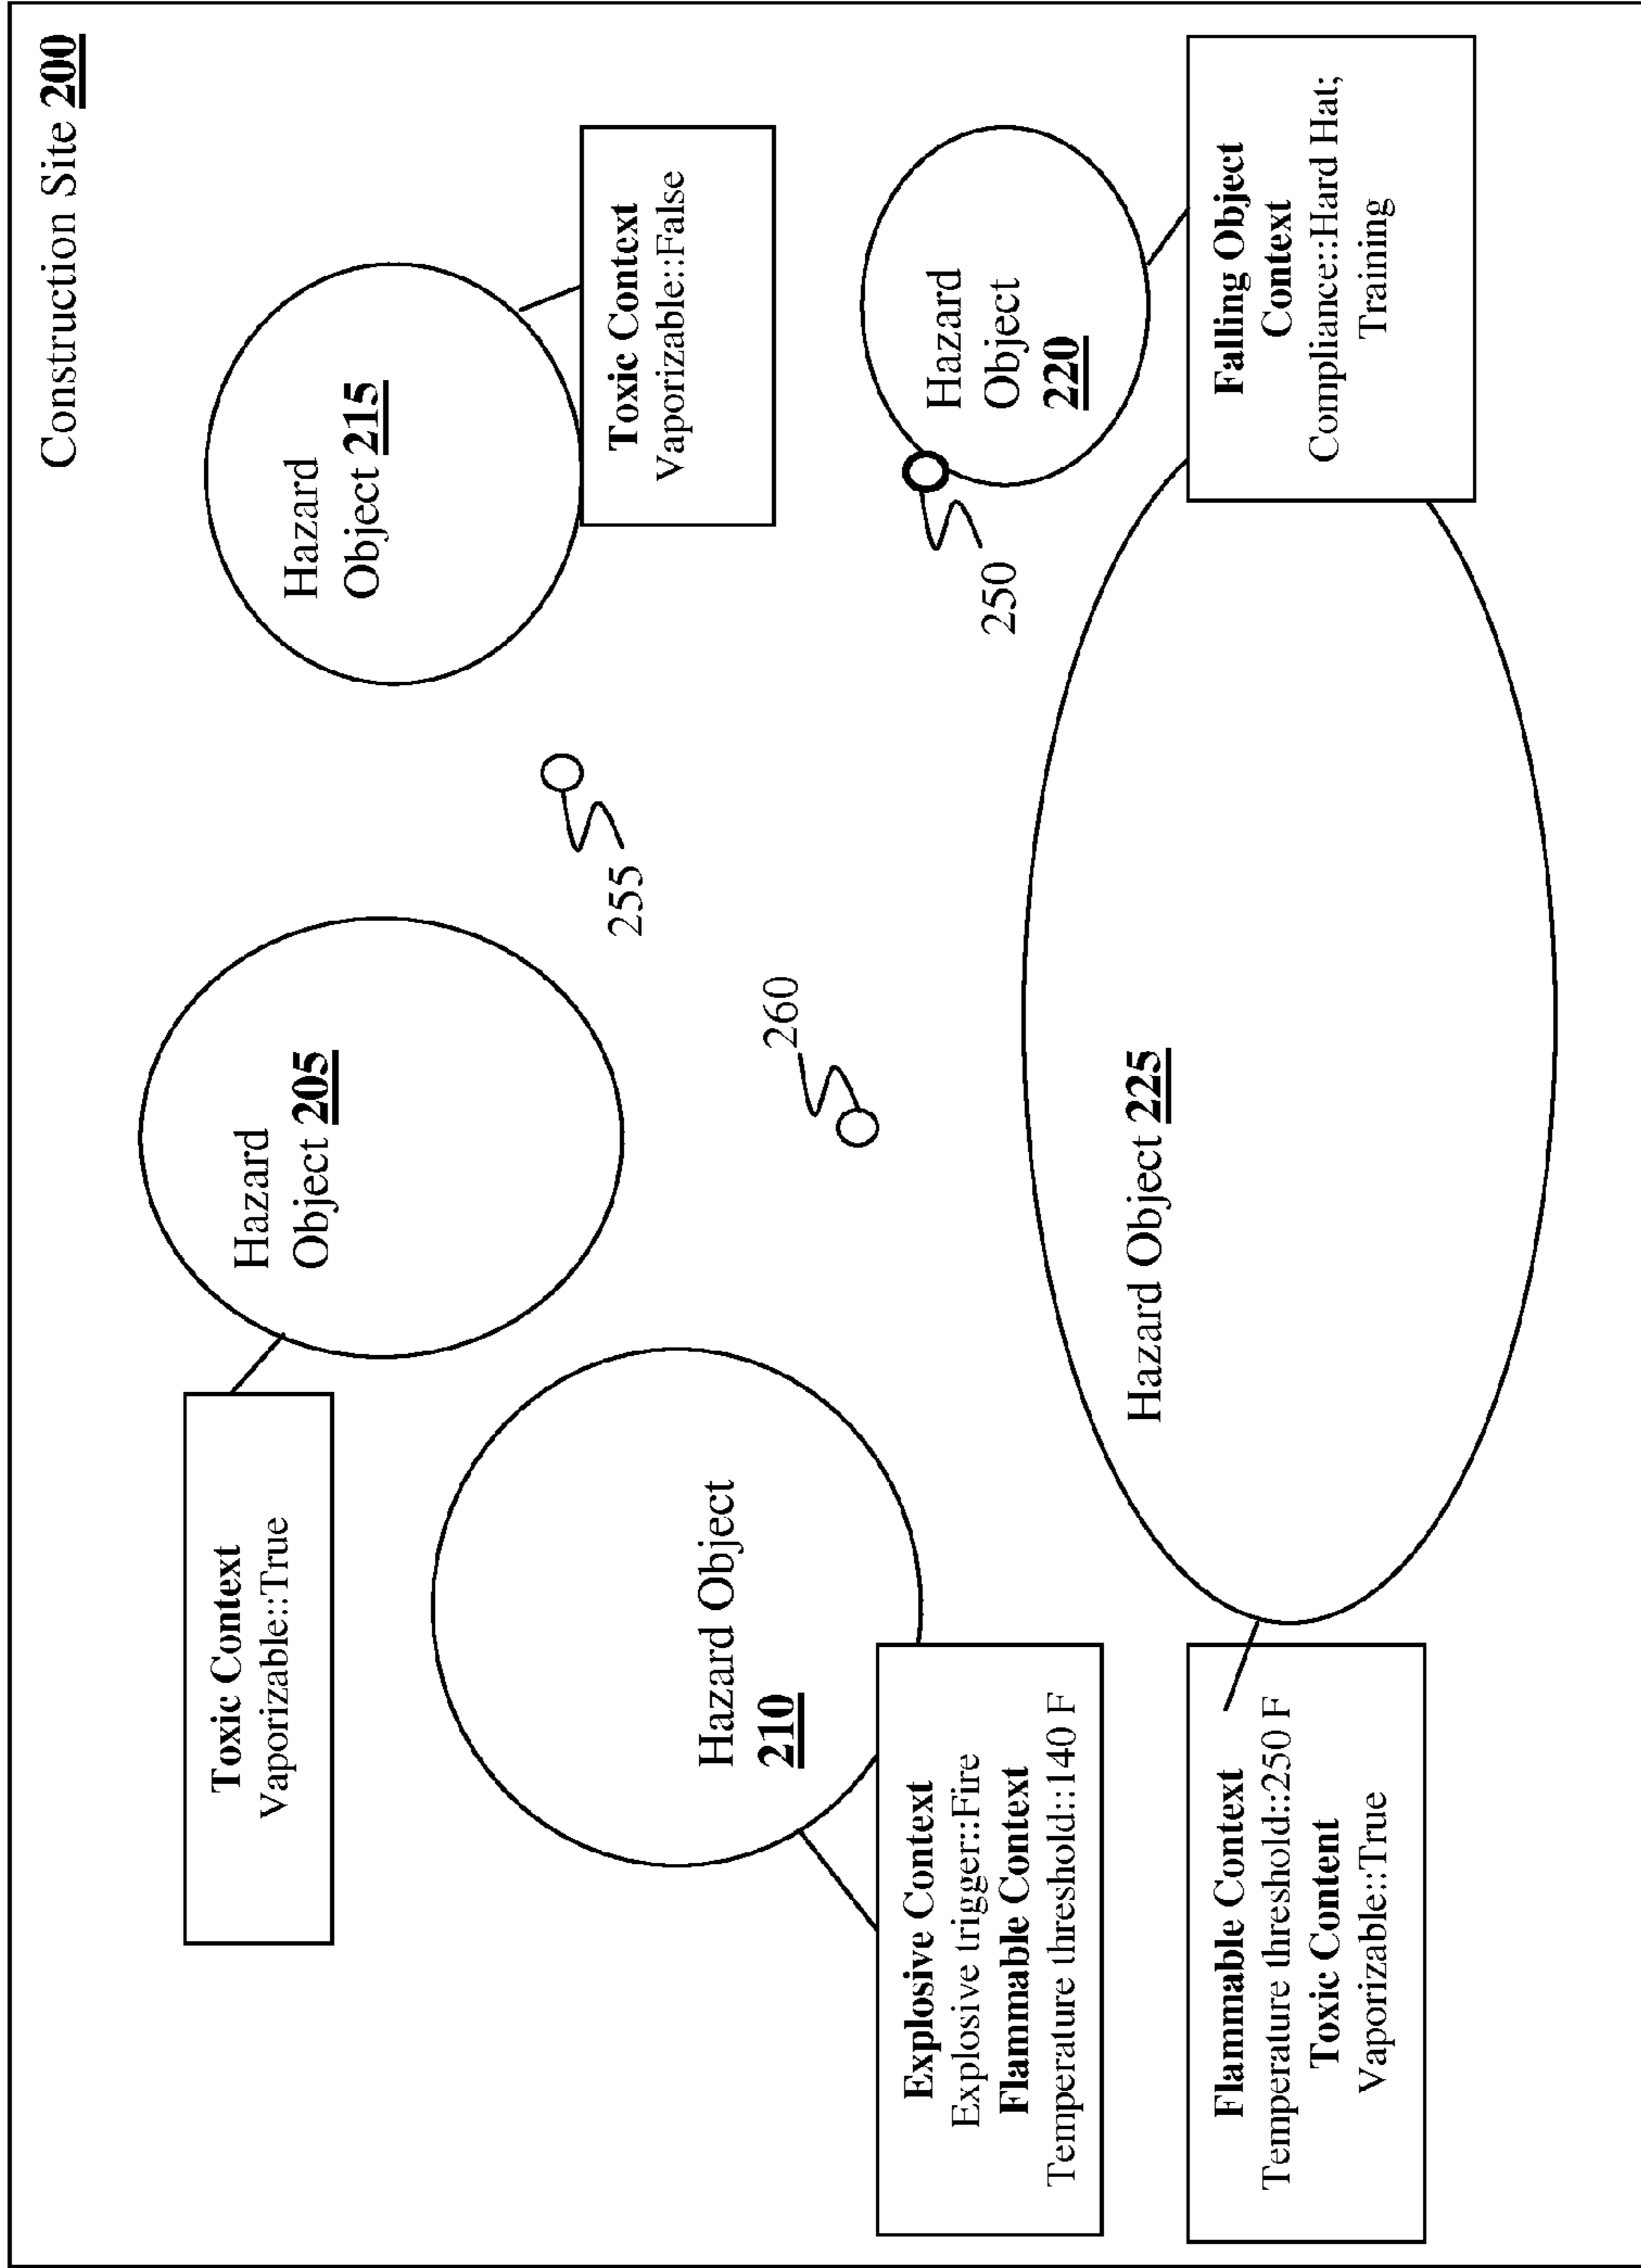 Construction Site 200
Toxic Context
Vaporizable::True
Hazard
Object 205
Hazard
Object 215
Toxic Context
Vaporizable::False
255
260
Hazard Object
210
Explosive Context
Explosive trigger::Fire
Flammable Context
Temperature threshold::140 F
250
Hazard
Object
220
Falling Object
Context
Compliance::Hard Hat;
Training
Hazard Object 225
Flammable Context
Temperature threshold::250 F
Toxic Content
Vaporizable::True